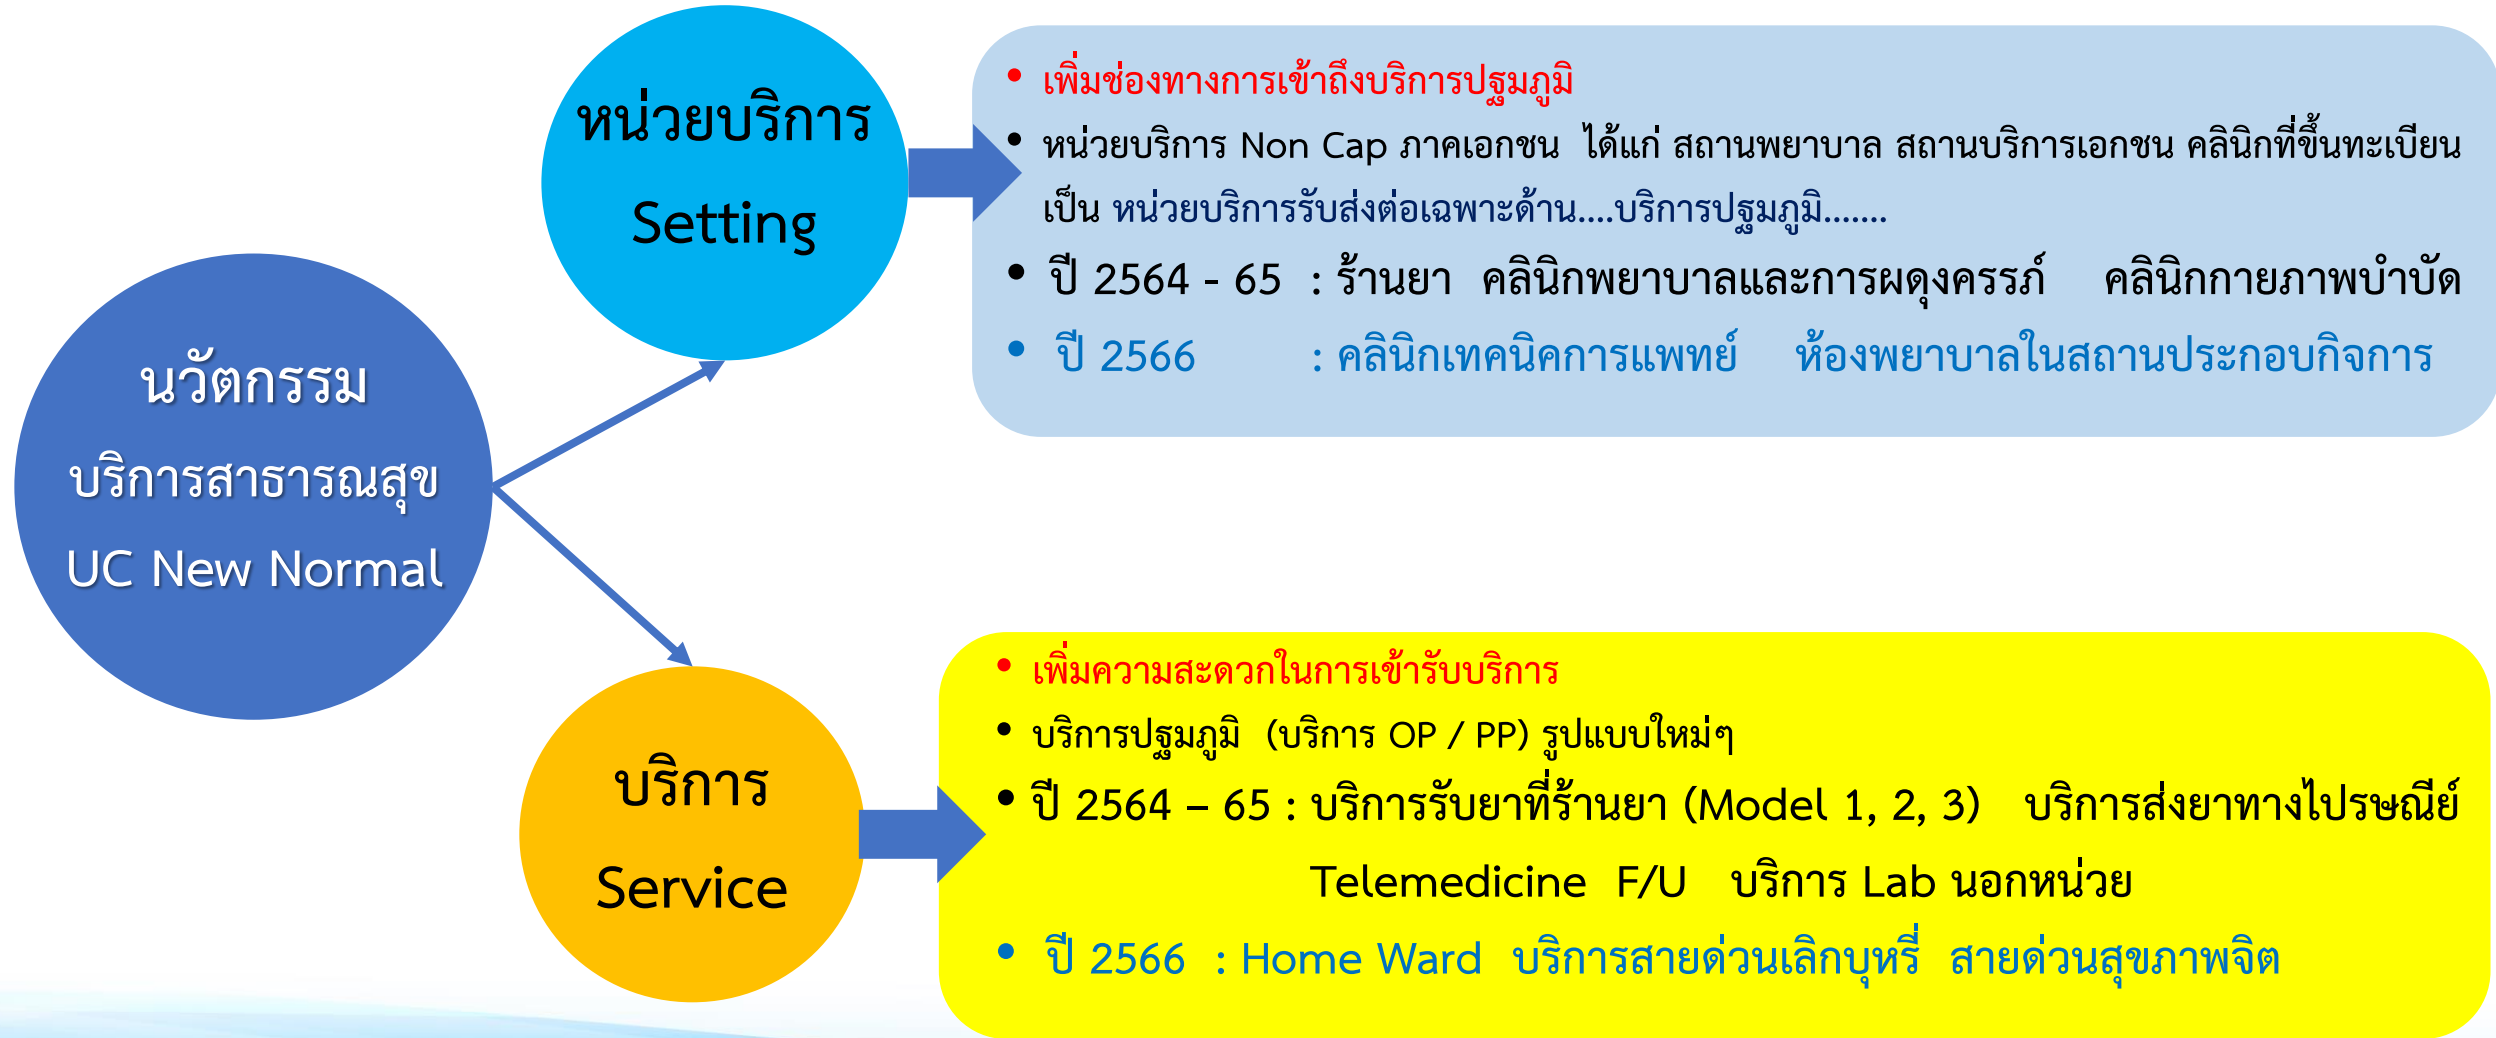 นวัตกรรม
บริการสาธารณสุข
UC New Normal
หน่วยบริการ
Setting
• เพิ่มช่องทางการเข้าถึงบริการปฐมภูมิ
• หน่วยบริการ Non Cap ภาคเอกชน ได้แก่ สถานพยาบาล สถานบริการเอกชน คลินิกที่ขึ้นทะเบียน
เป็น หน่วยบริการรับส่งต่อเฉพาะด้าน....บริการปฐมภูมิ.......
• ปี 2564 - 65 : ร้านยา คลินิกพยาบาลและการผดุงครรภ์ คลินิกกายภาพบำบัด
• ปี 2566 : คลินิกเทคนิคการแพทย์ ห้องพยาบาลในสถานประกอบกิจการ
บริการ
Service
• เพิ่มความสะดวกในการเข้ารับบริการ
• บริการปฐมภูมิ (บริการ OP / PP) รูปแบบใหม่ๆ
• ปี 2564 – 65 : บริการรับยาที่ร้านยา (Model 1, 2, 3) บริการส่งยาทางไปรษณีย์
Telemedicine F/U บริการ Lab นอกหน่วย
• ปี 2566 : Home Ward บริการสายด่วนเลิกบุหรี่ สายด่วนสุขภาพจิต